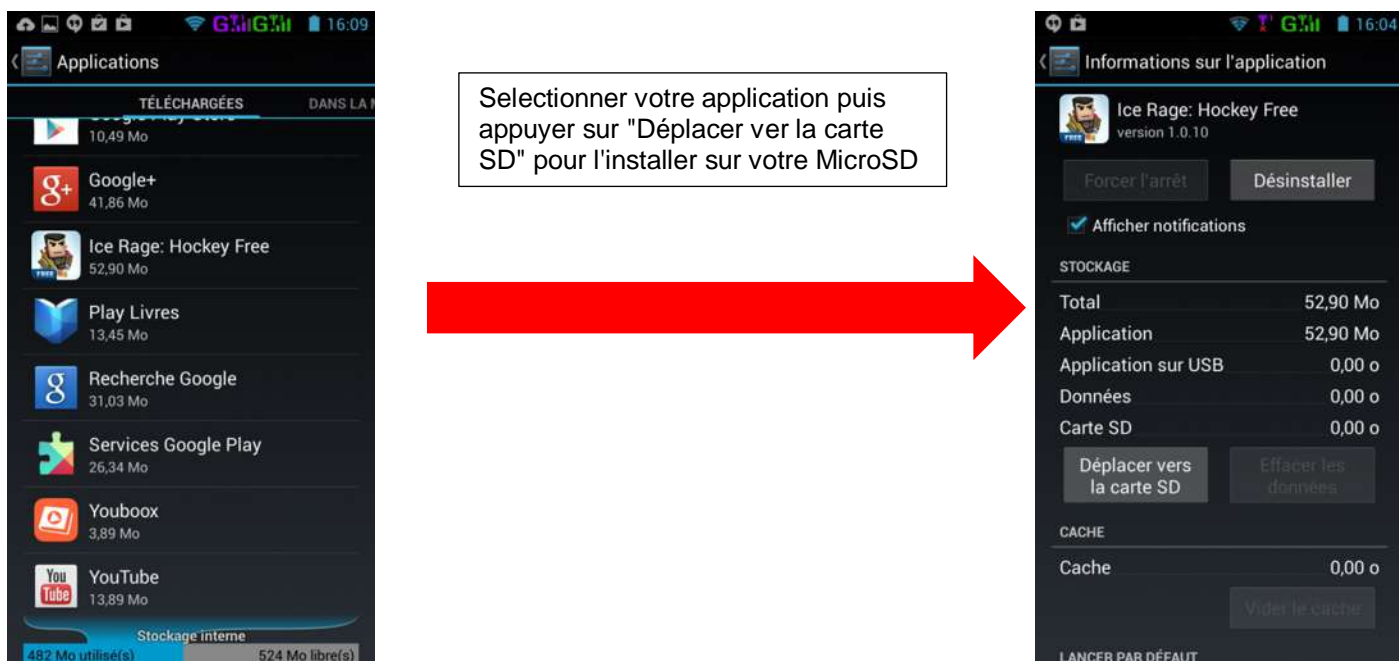 16:09
Applications
TÉLÉCHARGÉES DANS LA
10,49 Mo
Google+
41,86 Mo
Ice Rage: Hockey Free
52,90 Mo
Play Livres
13,45 Mo
Recherche Google
31,03 Mo
Services Google Play
26,34 Mo
Youboox
3,89 Mo
You
Tube
YouTube
13,89 Mo
Stockage interne
482 Mo utilisé(s) 524 Mo libre(s)
Selectionner votre application puis
appuyer sur "Déplacer ver la carte
SD" pour l'installer sur votre MicroSD
16:04
Informations sur l'application
Ice Rage: Hockey Free
version 1.0.10
FREE
Forcer l'arrêt Désinstaller
Afficher notifications
STOCKAGE
Total 52,90 Mo
Application 52,90 Mo
Application sur USB 0,00 o
Données 0,00 o
Carte SD 0,00 o
Déplacer vers
la carte SD
Effacer les
données
CACHE
Cache 0,00 o
Vider le cache
LANCER PAR DÉFAUT